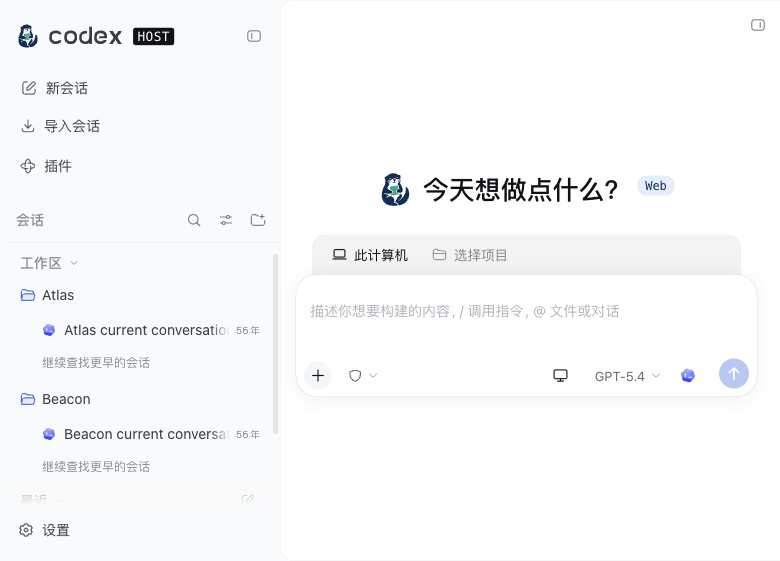 codex HOST
新会话
导入会话
插件
会话
工作区
Atlas
Atlas current conversatio 56年
继续查找更早的会话
Beacon
Beacon current conversa 56年
继续查找更早的会话
最近
设置
今天想做点什么? Web
此计算机 选择项目
描述你想要构建的内容, / 调用指令, @ 文件或对话
GPT-5.4